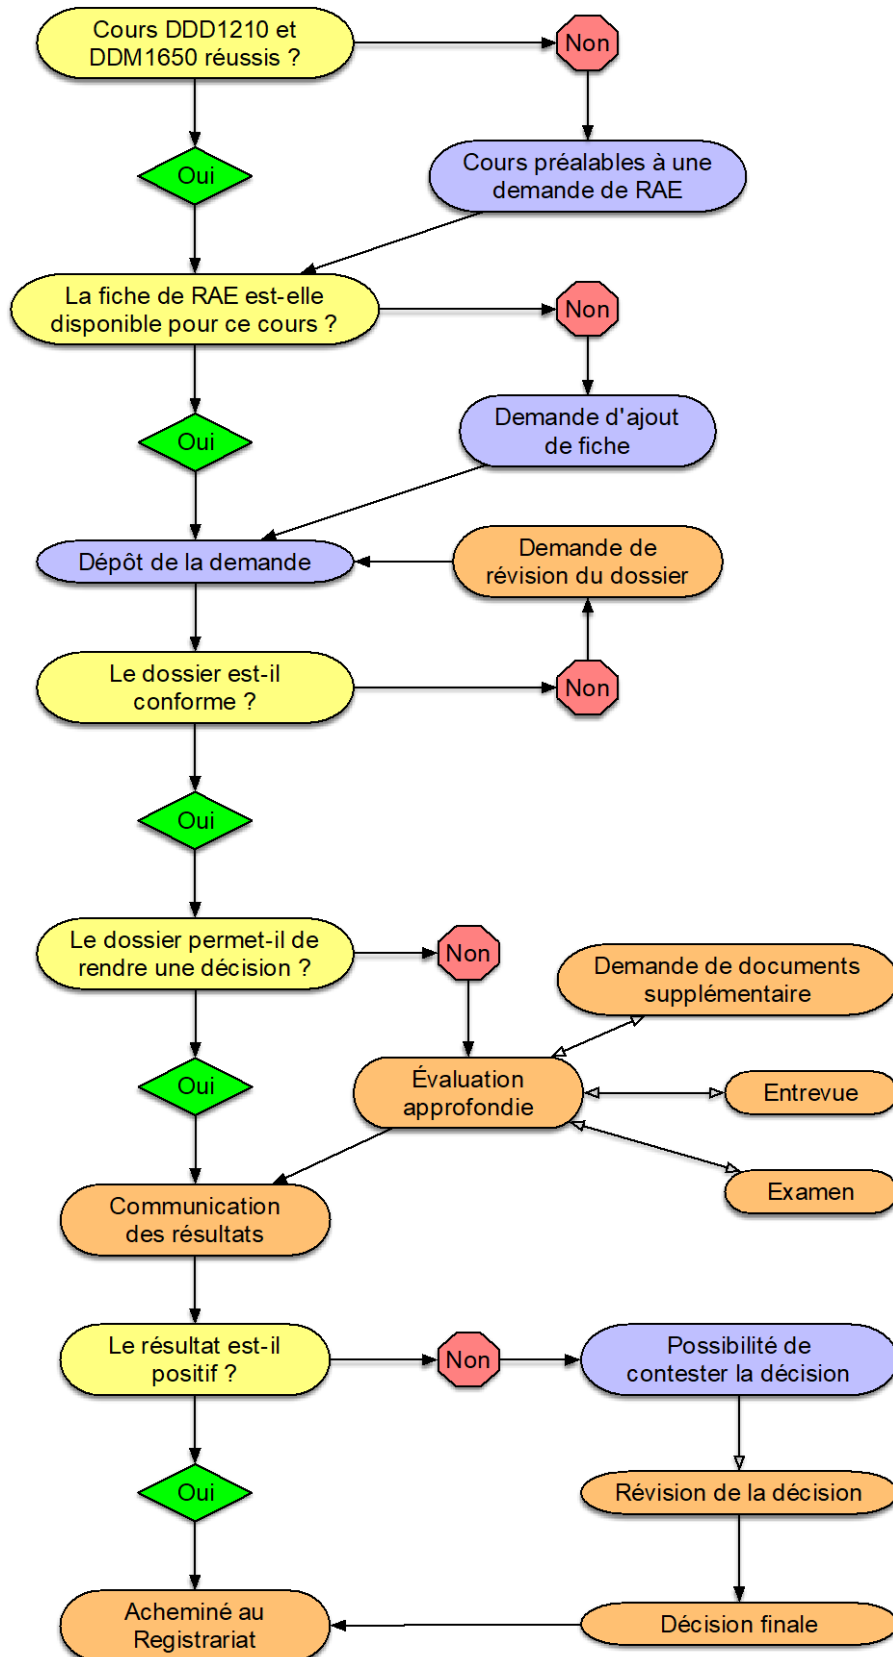 Cours DDD1210 et
DDM1650 réussis ?
Non
Oui
Cours préalables à une
demande de RAE
La fiche de RAE est-elle
disponible pour ce cours ?
Non
Oui
Demande d'ajout
de fiche
Dépôt de la demande
Demande de
révision du dossier
Le dossier est-il
conforme ?
Non
Oui
Le dossier permet-il de
rendre une décision ?
Non
Demande de documents
supplémentaire
Oui
Évaluation
approfondie
Entrevue
Examen
Communication
des résultats
Le résultat est-il
positif ?
Non
Possibilité de
contester la décision
Oui
Révision de la décision
Acheminé au
Registrariat
Décision finale